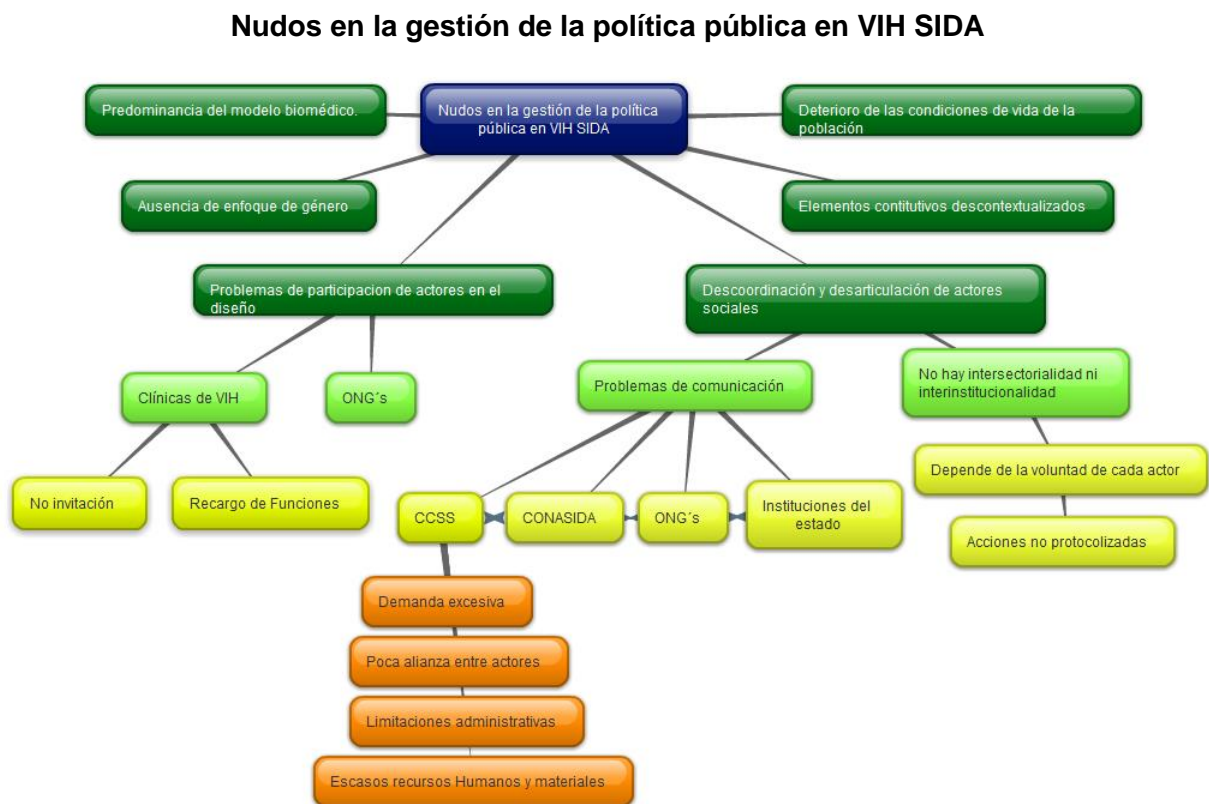 Nudos en la gestión de la política pública en VIH SIDA
Predominancia del modelo biomédico.
Nudos en la gestión de la política
pública en VIH SIDA
Deterioro de las condiciones de vida de la
población
Ausencia de enfoque de género
Elementos contitutivos descontextualizados
Problemas de participacion de actores en el
diseño
Descoordinación y desarticulación de actores
sociales
Clínicas de VIH
ONG´s
Problemas de comunicación
No hay intersectorialidad ni
interinstitucionalidad
No invitación
Recargo de Funciones
CCSS
CONASIDA
ONG´s
Instituciones del
estado
Depende de la voluntad de cada actor
Acciones no protocolizadas
Demanda excesiva
Poca alianza entre actores
Limitaciones administrativas
Escasos recursos Humanos y materiales